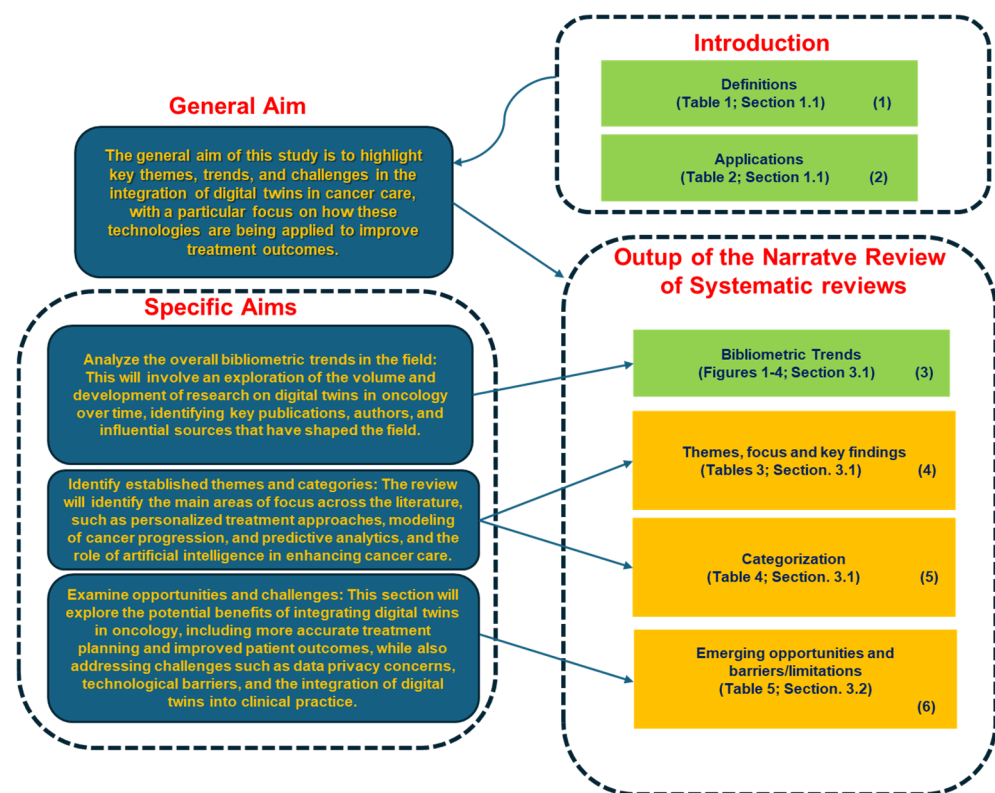 Introduction
Definitions
(Table 1; Section 1.1) (1)
Applications
(Table 2; Section 1.1) (2)
General Aim
The general aim of this study is to highlight
key themes, trends, and challenges in the
integration of digital twins in cancer care,
with a particular focus on how these
technologies are being applied to improve
treatment outcomes.
Specific Aims
Analyze the overall bibliometric trends in the field:
This will involve an exploration of the volume and
development of research on digital twins in oncology
over time, identifying key publications, authors, and
influential sources that have shaped the field.
Identify established themes and categories: The review
will identify the main areas of focus across the literature,
such as personalized treatment approaches, modeling
of cancer progression, and predictive analytics, and the
role of artificial intelligence in enhancing cancer care.
Examine opportunities and challenges: This section will
explore the potential benefits of integrating digital twins
in oncology, including more accurate treatment
planning and improved patient outcomes, while also
addressing challenges such as data privacy concerns,
technological barriers, and the integration of digital
twins into clinical practice.
Outup of the Narratve Review
of Systematic reviews
Bibliometric Trends
(Figures 1-4; Section 3.1) (3)
Themes, focus and key findings
(Tables 3; Section. 3.1) (4)
Categorization
(Table 4; Section. 3.1) (5)
Emerging opportunities and
barriers/limitations
(Table 5; Section. 3.2)
(6)